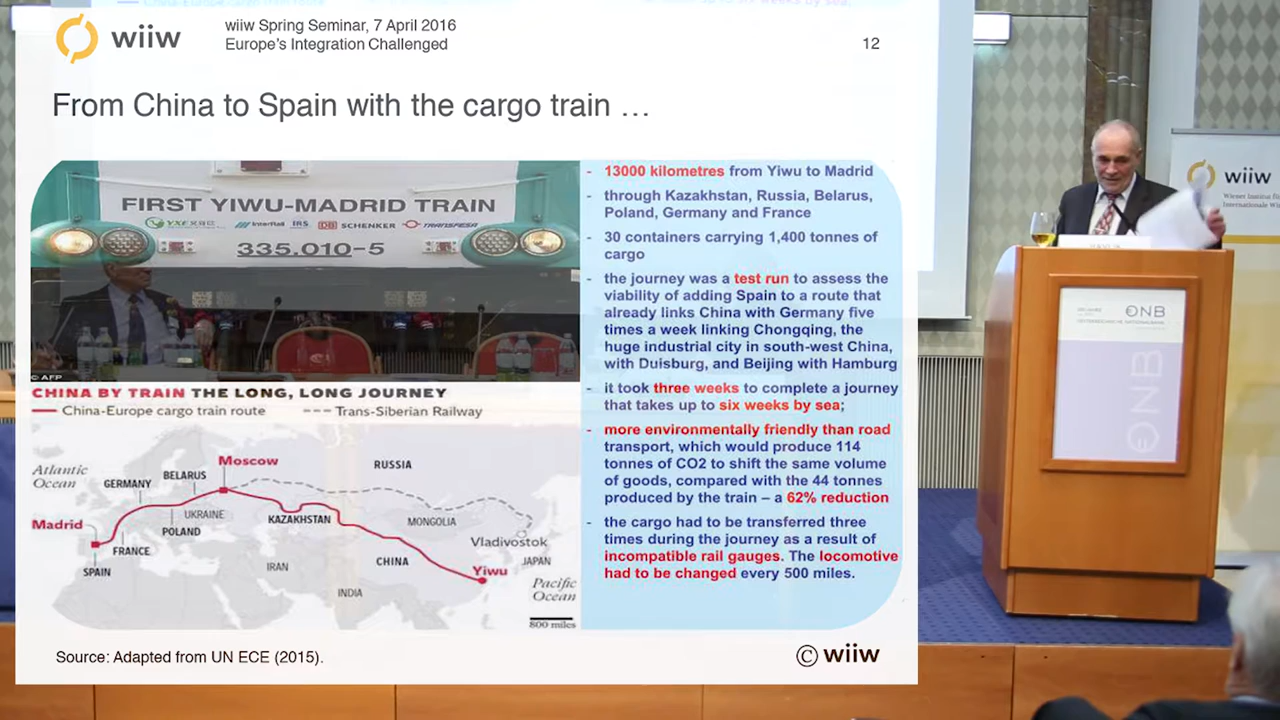 wiiw
wiiw Spring Seminar, 7 April 2016
Europe's Integration Challenged
12
From China to Spain with the cargo train …
FIRST YIWU-MADRID TRAIN
InterRail IRS DB SCHENKER TRANSFESA
335.010-5
© AFP
CHINA BY TRAIN THE LONG, LONG JOURNEY
China-Europe cargo train route
Trans-Siberian Railway
Atlantic
Ocean
Moscow
RUSSIA
BELARUS
GERMANY
UKRAINE
KAZAKHSTAN
MONGOLIA
Madrid
POLAND
Vladivostok
FRANCE
SPAIN
IRAN
CHINA
JAPAN
Yiwu
INDIA
Pacific
Ocean
800 miles
- 13000 kilometres from Yiwu to Madrid
- through Kazakhstan, Russia, Belarus,
Poland, Germany and France
- 30 containers carrying 1,400 tonnes of
cargo
- the journey was a test run to assess the
viability of adding Spain to a route that
already links China with Germany five
times a week linking Chongqing, the
huge industrial city in south-west China,
with Duisburg, and Beijing with Hamburg
- it took three weeks to complete a journey
that takes up to six weeks by sea;
- more environmentally friendly than road
transport, which would produce 114
tonnes of CO2 to shift the same volume
of goods, compared with the 44 tonnes
produced by the train – a 62% reduction
- the cargo had to be transferred three
times during the journey as a result of
incompatible rail gauges. The locomotive
had to be changed every 500 miles.
Source: Adapted from UN ECE (2015).
© wiiw
wiiw
Wiener Institut fü
Internationale Wi
ONB
ONB